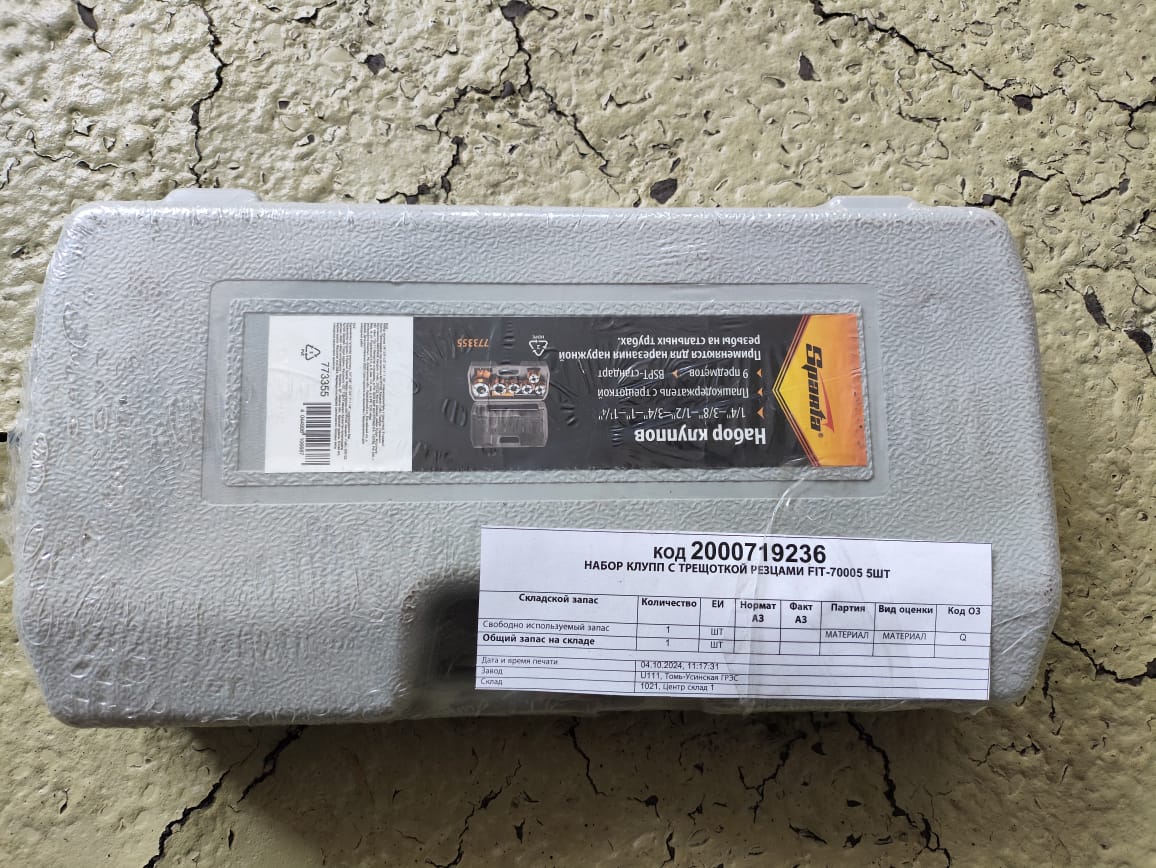 Sparta®
Набор клуппов
1/4"–3/8"–1/2"–3/4"–1"–1¼"
Плашкодержатель с трещоткой
9 предметов BSPT-стандарт
Применяются для нарезания наружной
резьбы на стальных трубах.
773355
773355
код 2000719236
НАБОР КЛУПП С ТРЕЩОТКОЙ РЕЗЦАМИ FIT-70005 5ШТ
Складской запас Количество ЕИ Нормат АЗ Факт АЗ Партия Вид оценки Код ОЗ
Свободно используемый запас 1 ШТ МАТЕРИАЛ МАТЕРИАЛ Q
Общий запас на складе 1 ШТ
Дата и время печати 04.10.2024, 11:17:31
Завод U111, Томь-Усинская ГРЭС
Склад 1021, Центр склад 1